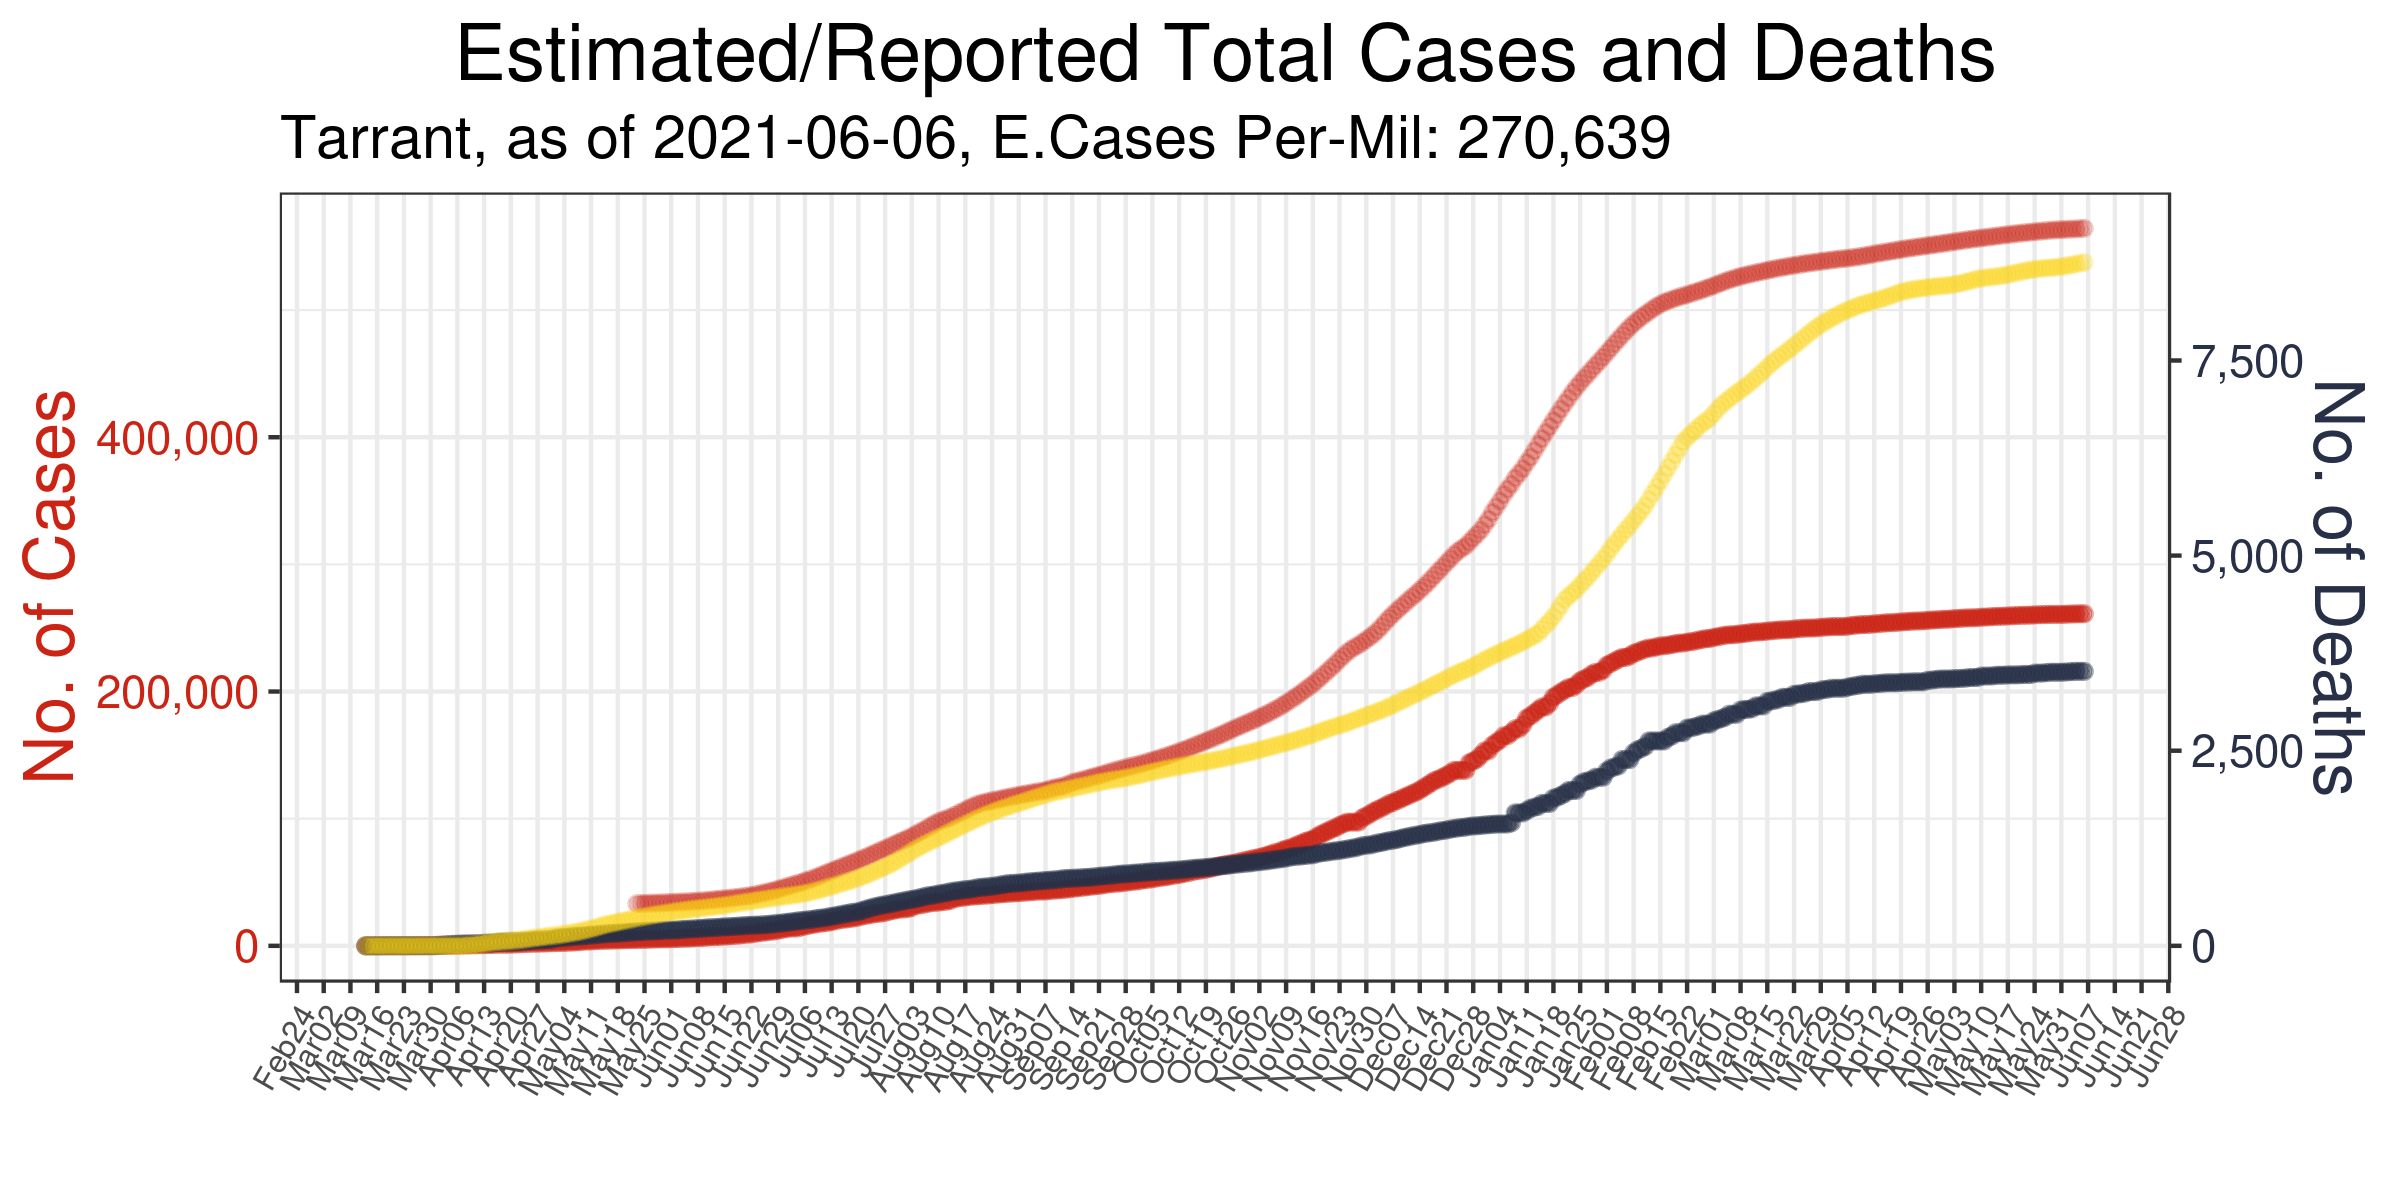 Estimated/Reported Total Cases and Deaths
Tarrant, as of 2021-06-06, E.Cases Per-Mil: 270,639
No. of Cases
400,000
200,000
0
7,500
5,000
2,500
0
No. of Deaths
Feb24
Mar02
Mar09
Mar16
Mar23
Mar30
Apr06
Apr13
Apr20
Apr27
May04
May11
May18
May25
Jun01
Jun08
Jun15
Jun22
Jun29
Jul06
Jul13
Jul20
Jul27
Aug03
Aug10
Aug17
Aug24
Aug31
Sep07
Sep14
Sep21
Sep28
Oct05
Oct12
Oct19
Oct26
Nov02
Nov09
Nov16
Nov23
Nov30
Dec07
Dec14
Dec21
Dec28
Jan04
Jan11
Jan18
Jan25
Feb01
Feb08
Feb15
Feb22
Mar01
Mar08
Mar15
Mar22
Mar29
Apr05
Apr12
Apr19
Apr26
May03
May10
May17
May24
May31
Jun07
Jun14
Jun21
Jun28